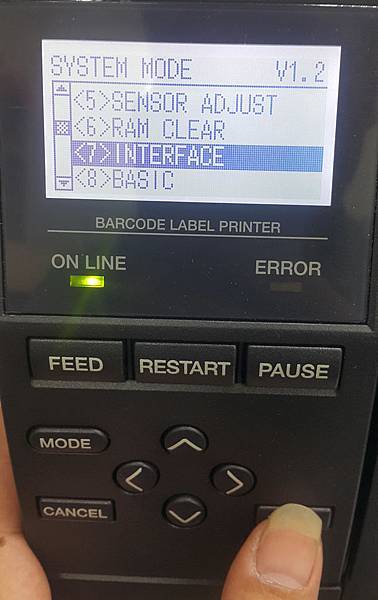 SYSTEM MODE V1.2
<5>SENSOR ADJUST
<6>RAM CLEAR
<7>INTERFACE
<8>BASIC
BARCODE LABEL PRINTER
ON LINE ERROR
FEED RESTART PAUSE
MODE
CANCEL